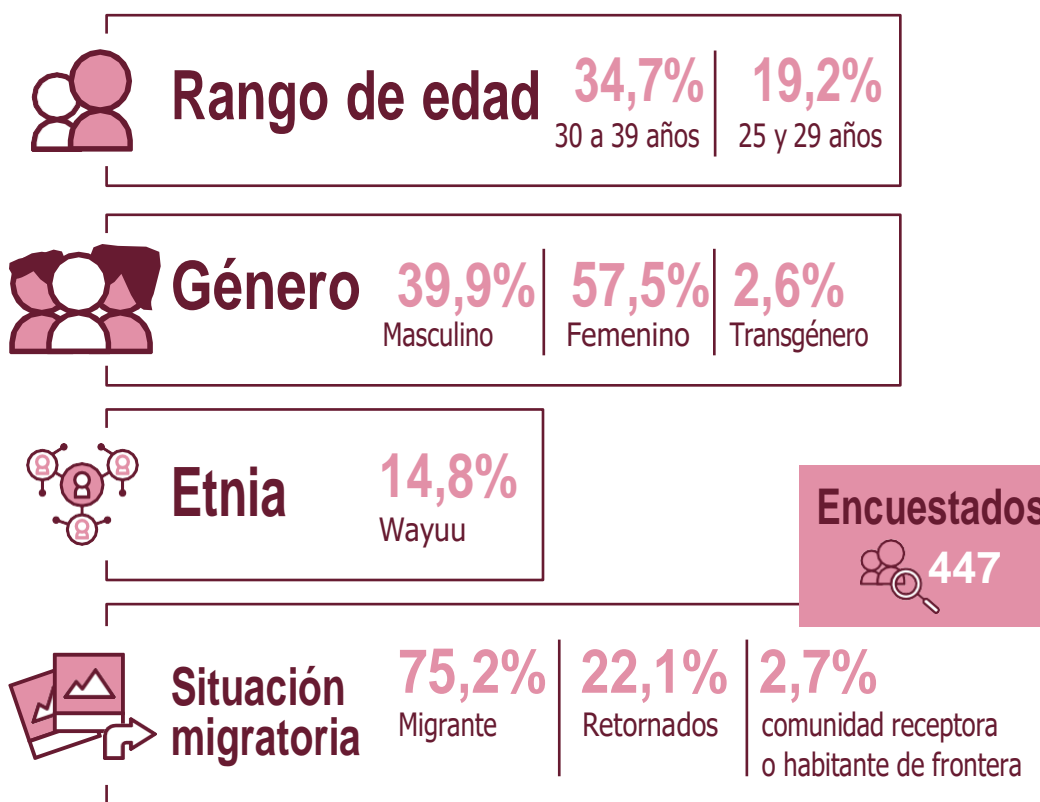 Rango de edad
34,7%
30 a 39 años
19,2%
25 y 29 años
Género
39,9%
Masculino
57,5%
Femenino
2,6%
Transgénero
Etnia
14,8%
Wayuu
Encuestados
447
Situación
migratoria
75,2%
Migrante
22,1%
Retornados
2,7%
comunidad receptora
o habitante de frontera